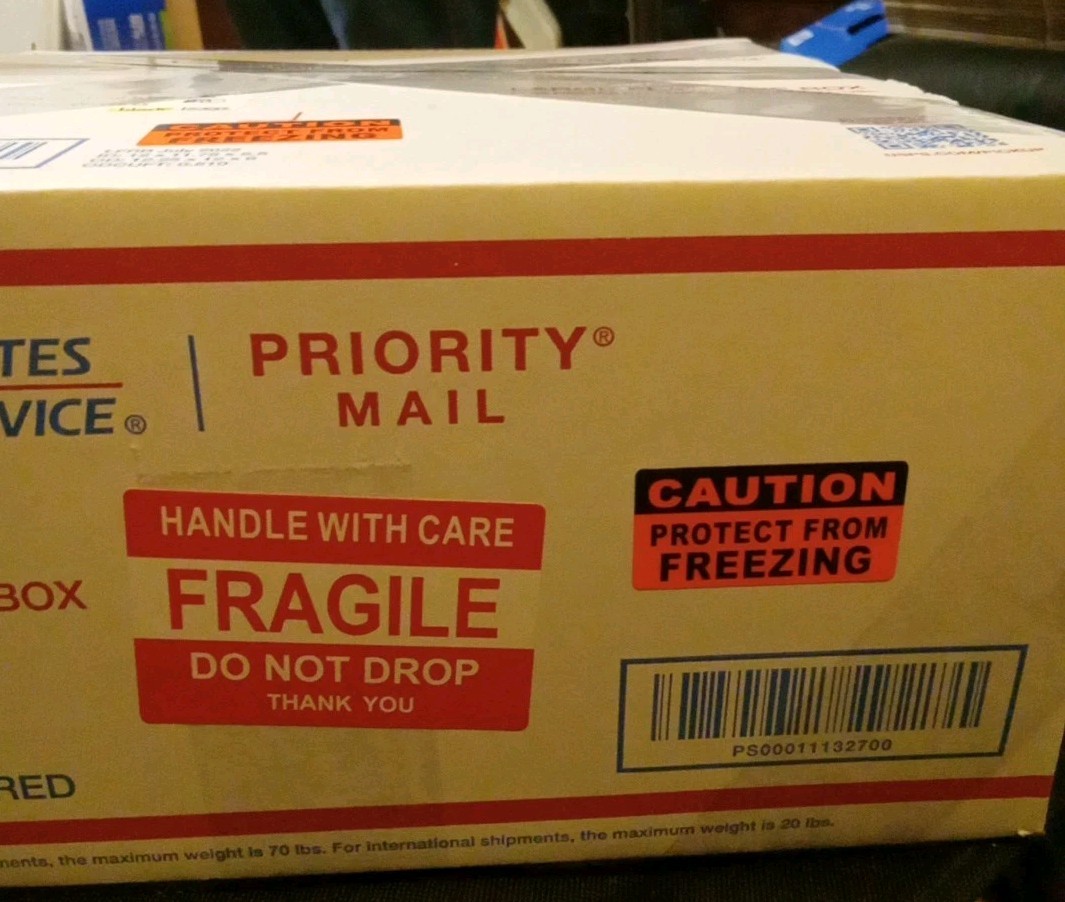 CAUTION
PROTECT FROM
FREEZING
TES
VICE®
PRIORITY®
MAIL
HANDLE WITH CARE
FRAGILE
DO NOT DROP
THANK YOU
CAUTION
PROTECT FROM
FREEZING
BOX
PS00011132700
RED
ments, the maximum weight is 70 lbs. For international shipments, the maximum weight is 20 lbs.